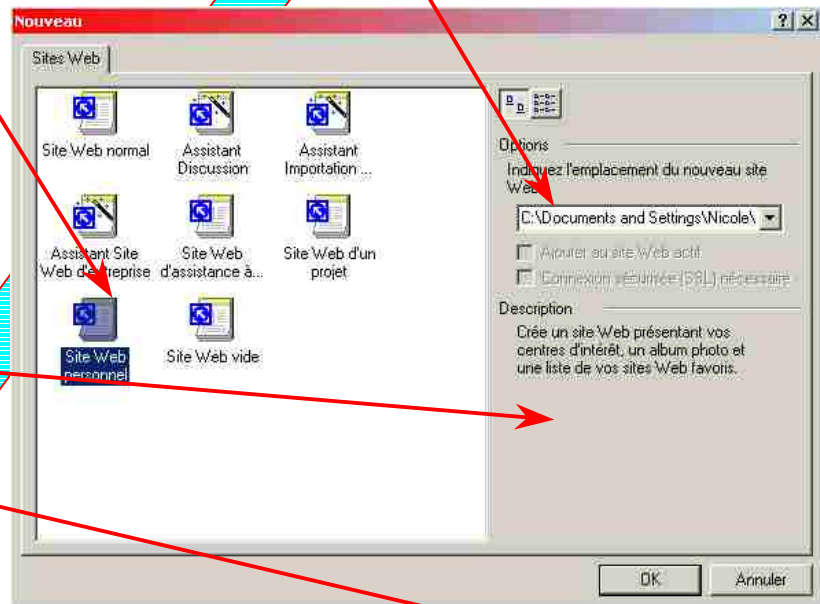 Nouveau
Sites Web
Site Web normal
Assistant
Discussion
Assistant
Importation ...
Assistant Site
Web d'entreprise
Site Web
d'assistance à...
Site Web d'un
projet
Site Web
personnel
Site Web vide
Options
Indiquez l'emplacement du nouveau site
Web
C:\Documents and Settings\Nicole\
Ajouter au site Web actif
Connexion sécurisée (SSL) nécessaire
Description
Crée un site Web présentant vos
centres d'intérêt, un album photo et
une liste de vos sites Web favoris.
OK
Annuler